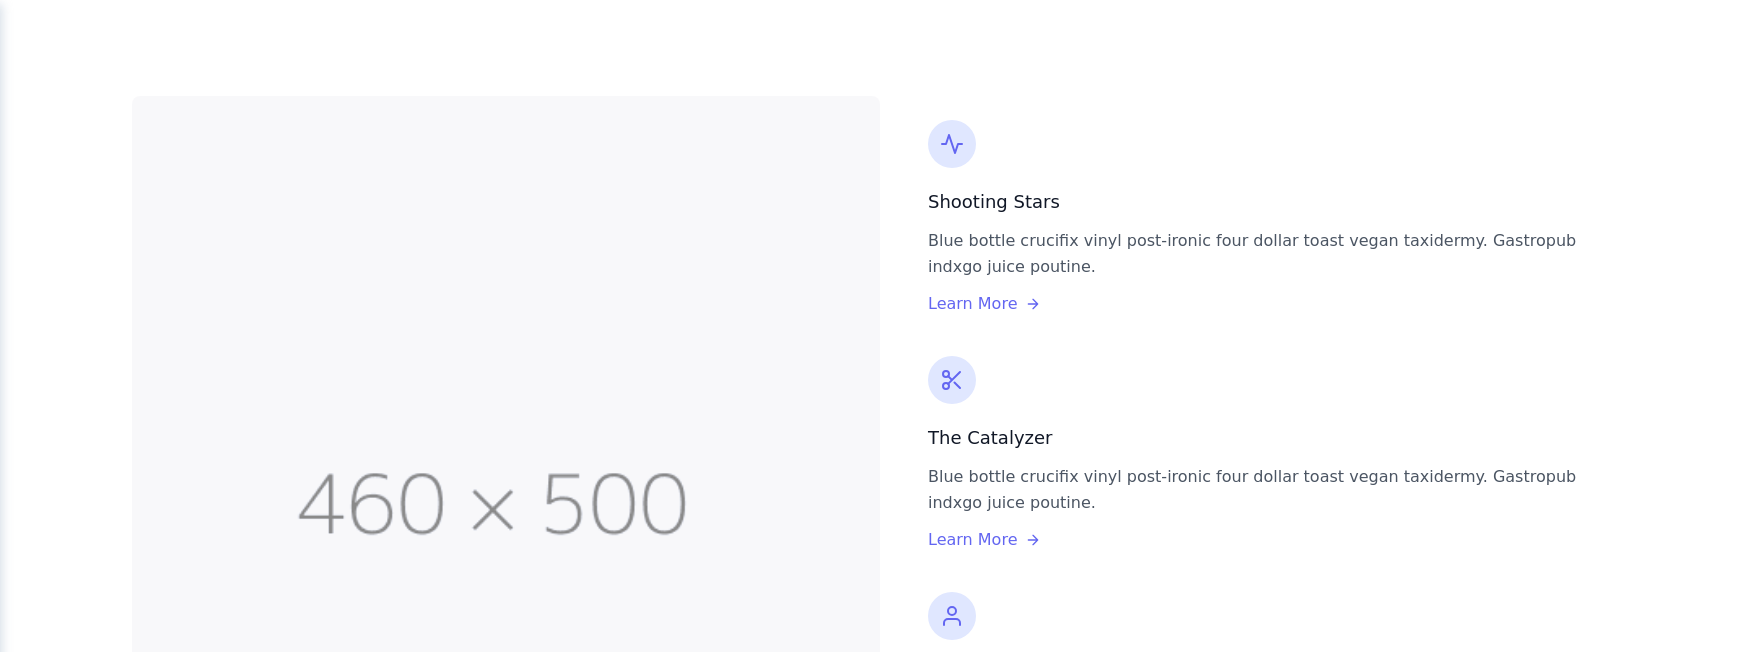 460 × 500
Shooting Stars
Blue bottle crucifix vinyl post-ironic four dollar toast vegan taxidermy. Gastropub
indxgo juice poutine.
Learn More →
The Catalyzer
Blue bottle crucifix vinyl post-ironic four dollar toast vegan taxidermy. Gastropub
indxgo juice poutine.
Learn More →